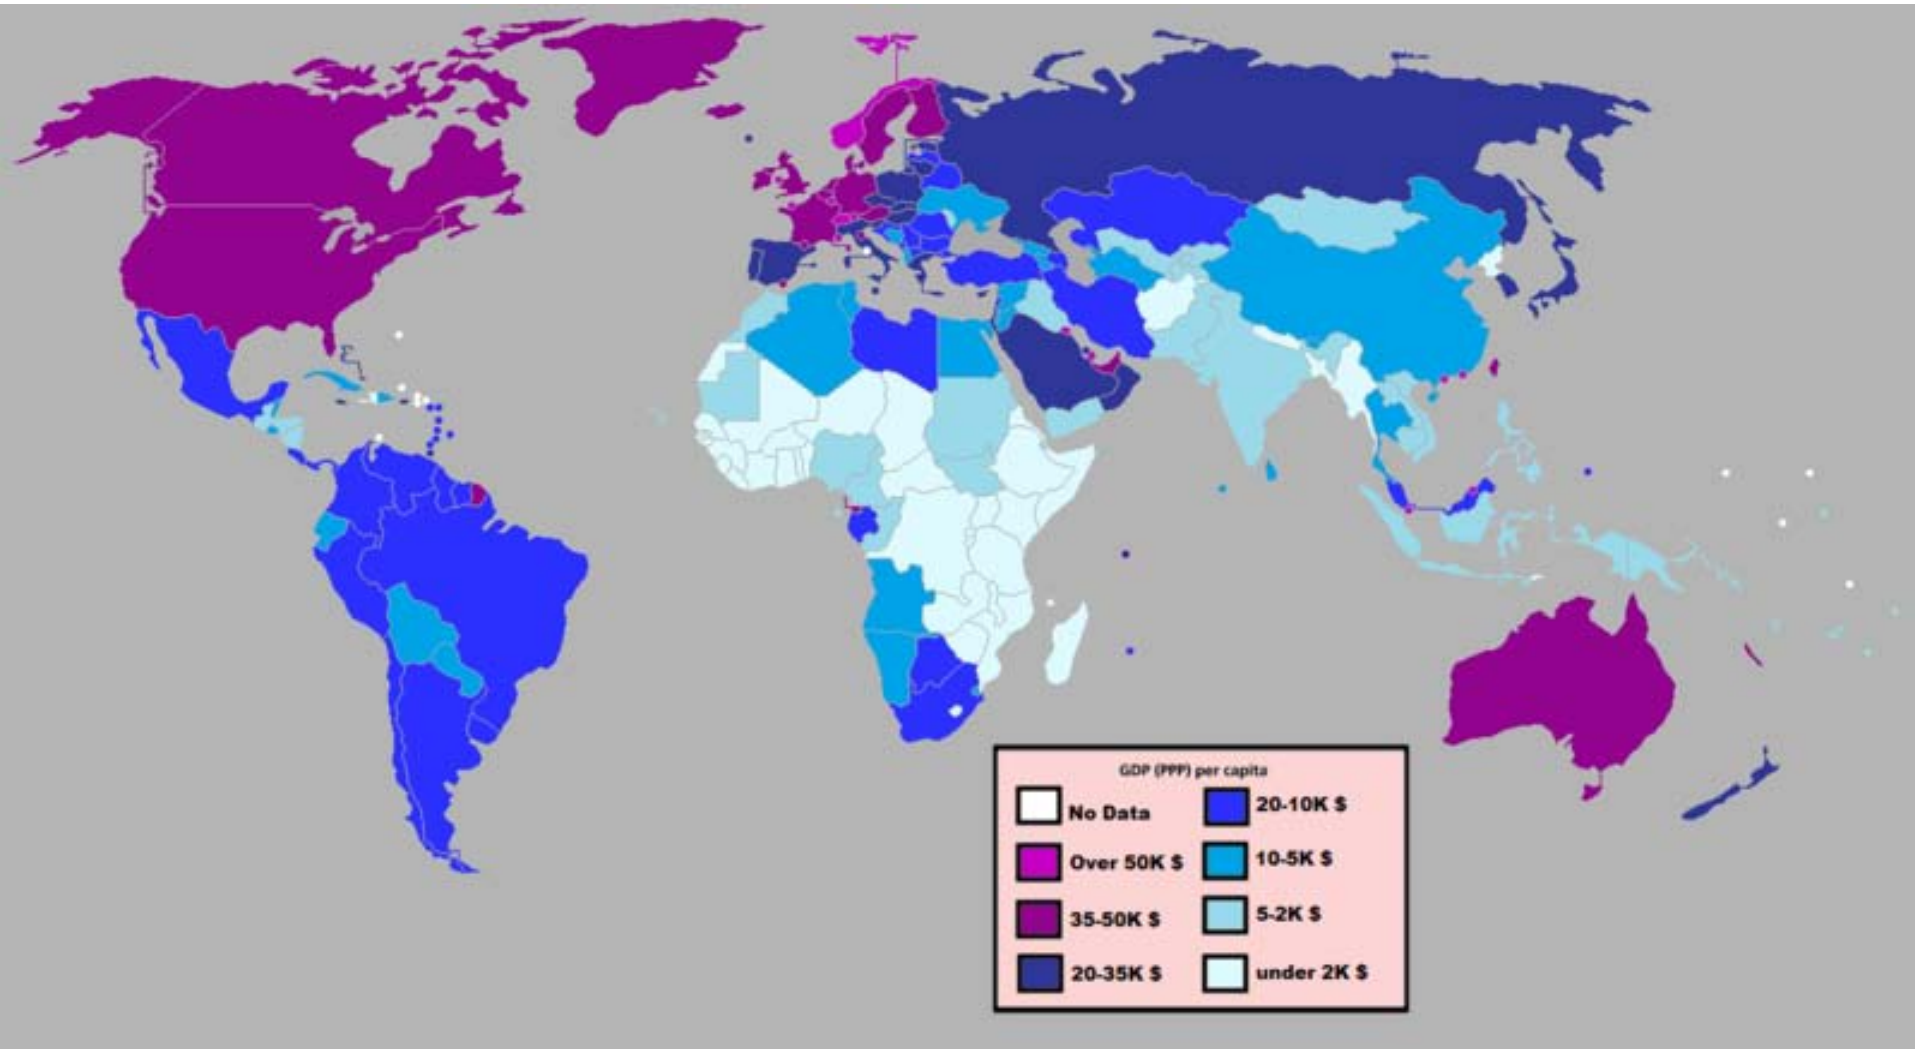 GDP (PPP) per capita
No Data
Over 50K $
35-50K $
20-35K $
20-10K $
10-5K $
5-2K $
under 2K $